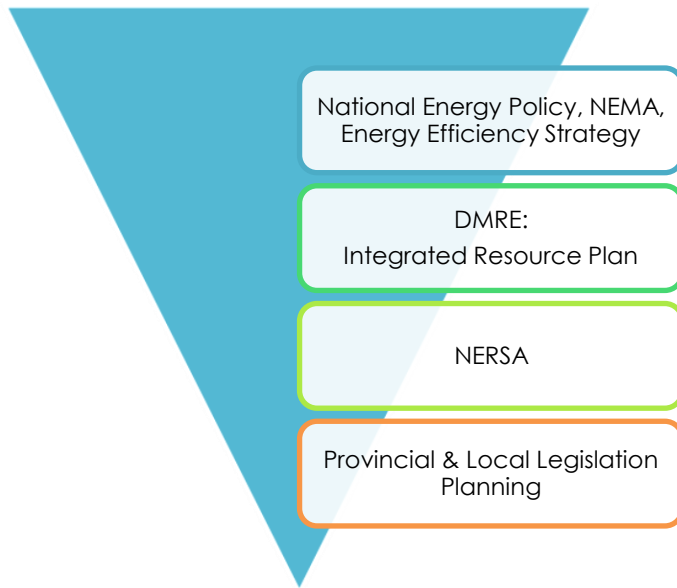 National Energy Policy, NEMA,
Energy Efficiency Strategy
DMRE:
Integrated Resource Plan
NERSA
Provincial & Local Legislation
Planning